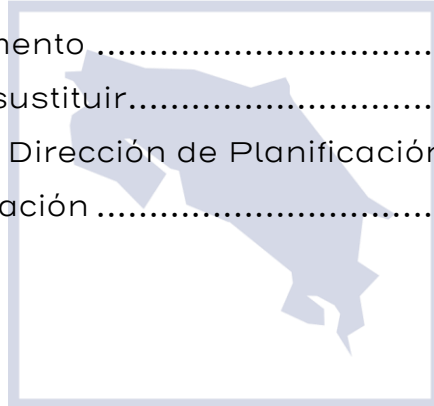 mento ................................
sustituir............................
Dirección de Planificación
ación ................................